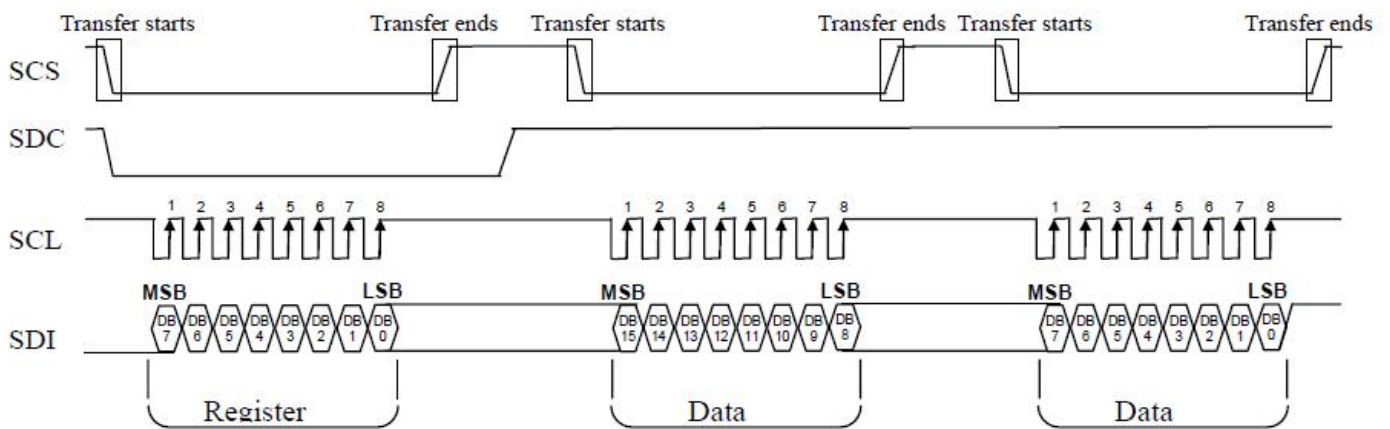 Transfer starts Transfer ends Transfer starts Transfer ends Transfer starts Transfer ends
SCS
SDC
1 2 3 4 5 6 7 8 1 2 3 4 5 6 7 8 1 2 3 4 5 6 7 8
SCL
MSB LSB MSB LSB MSB LSB
DB DB DB DB DB DB DB DB DB DB DB DB DB DB DB DB DB DB DB DB DB DB DB DB
SDI
7 6 5 4 3 2 1 0 15 14 13 12 11 10 9 8 7 6 5 4 3 2 1 0
Register Data Data